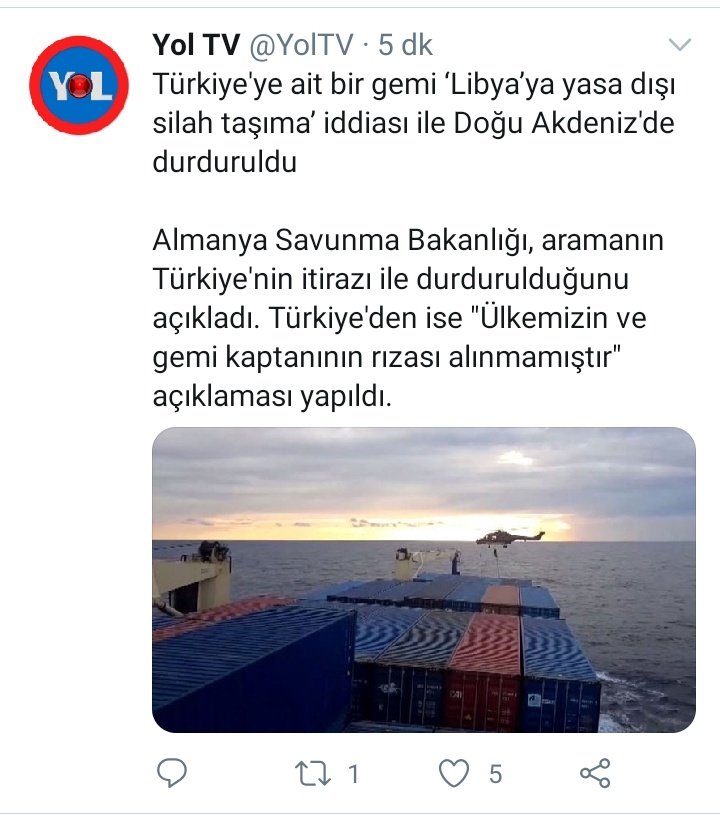 YOL
Yol TV @YolTV · 5 dk
Türkiye'ye ait bir gemi ‘Libya’ya yasa dışı
silah taşıma’ iddiası ile Doğu Akdeniz'de
durduruldu
Almanya Savunma Bakanlığı, aramanın
Türkiye'nin itirazı ile durdurulduğunu
açıkladı. Türkiye'den ise "Ülkemizin ve
gemi kaptanının rızası alınmamıştır"
açıklaması yapıldı.
1
5